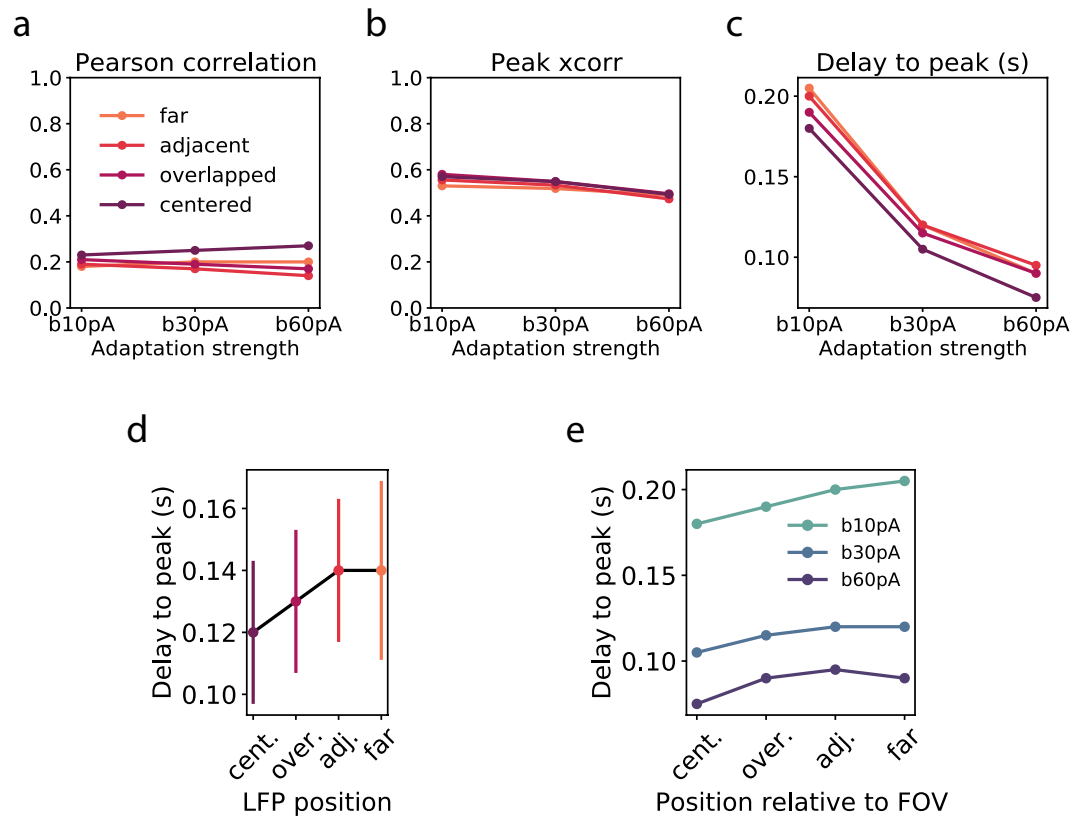 a
Pearson correlation
1.0
0.8
0.6
0.4
0.2
0.0
far
adjacent
overlapped
centered
b10pA b30pA b60pA
Adaptation strength
b
Peak xcorr
1.0
0.8
0.6
0.4
0.2
0.0
b10pA b30pA b60pA
Adaptation strength
c
Delay to peak (s)
0.20
0.15
0.10
b10pA b30pA b60pA
Adaptation strength
d
Delay to peak (s)
0.16
0.14
0.12
0.10
cent. over. adj. far
LFP position
e
Delay to peak (s)
0.20
0.15
0.10
b10pA
b30pA
b60pA
cent. over. adj. far
Position relative to FOV